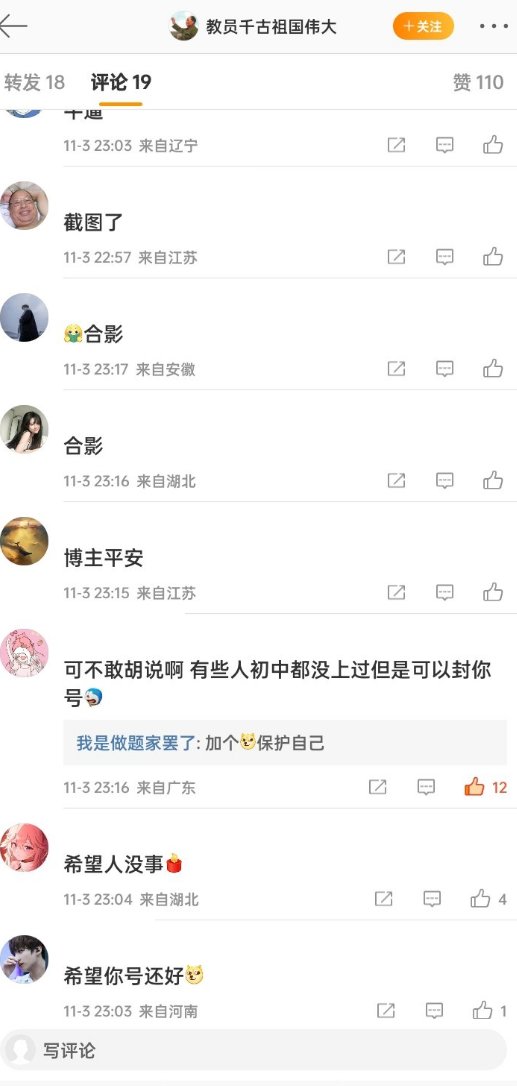 教员千古祖国伟大
＋关注
转发 18
评论 19
赞 110
牛逼
11-3 23:03 来自辽宁
截图了
11-3 22:57 来自江苏
合影
11-3 23:17 来自安徽
合影
11-3 23:16 来自湖北
博主平安
11-3 23:15 来自江苏
可不敢胡说啊 有些人初中都没上过但是可以封你
号
我是做题家罢了: 加个保护自己
11-3 23:16 来自广东
12
希望人没事
11-3 23:04 来自湖北
4
希望你号还好
11-3 23:03 来自河南
1
写评论